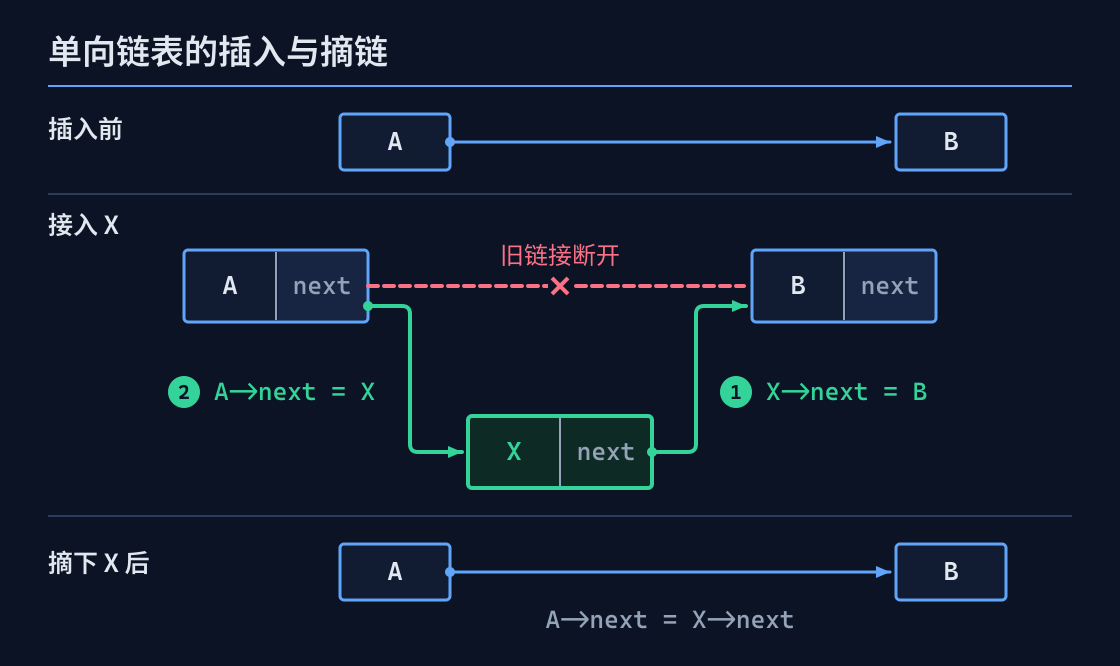 单向链表的插入与摘链
插入前
A
B
接入 X
旧链接断开
A next
B next
2 A->next = X
1 X->next = B
X next
摘下 X 后
A
B
A->next = X->next